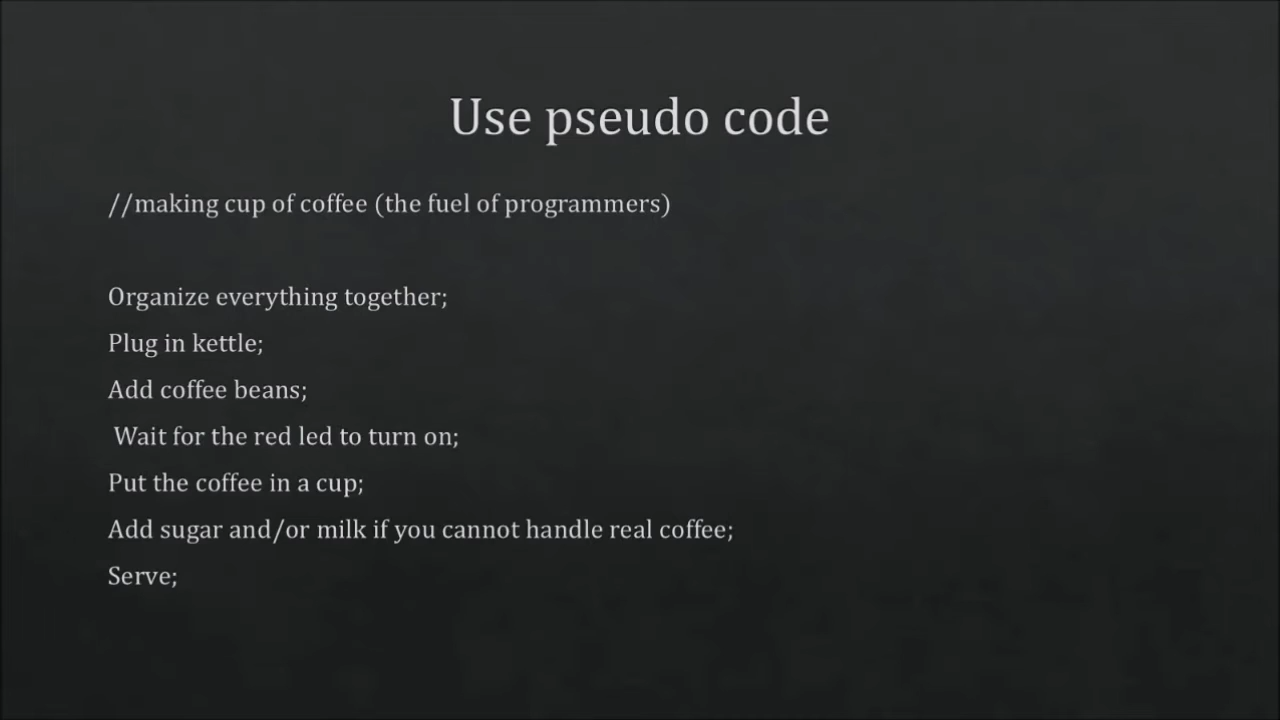 Use pseudo code
//making cup of coffee (the fuel of programmers)
Organize everything together;
Plug in kettle;
Add coffee beans;
Wait for the red led to turn on;
Put the coffee in a cup;
Add sugar and/or milk if you cannot handle real coffee;
Serve;